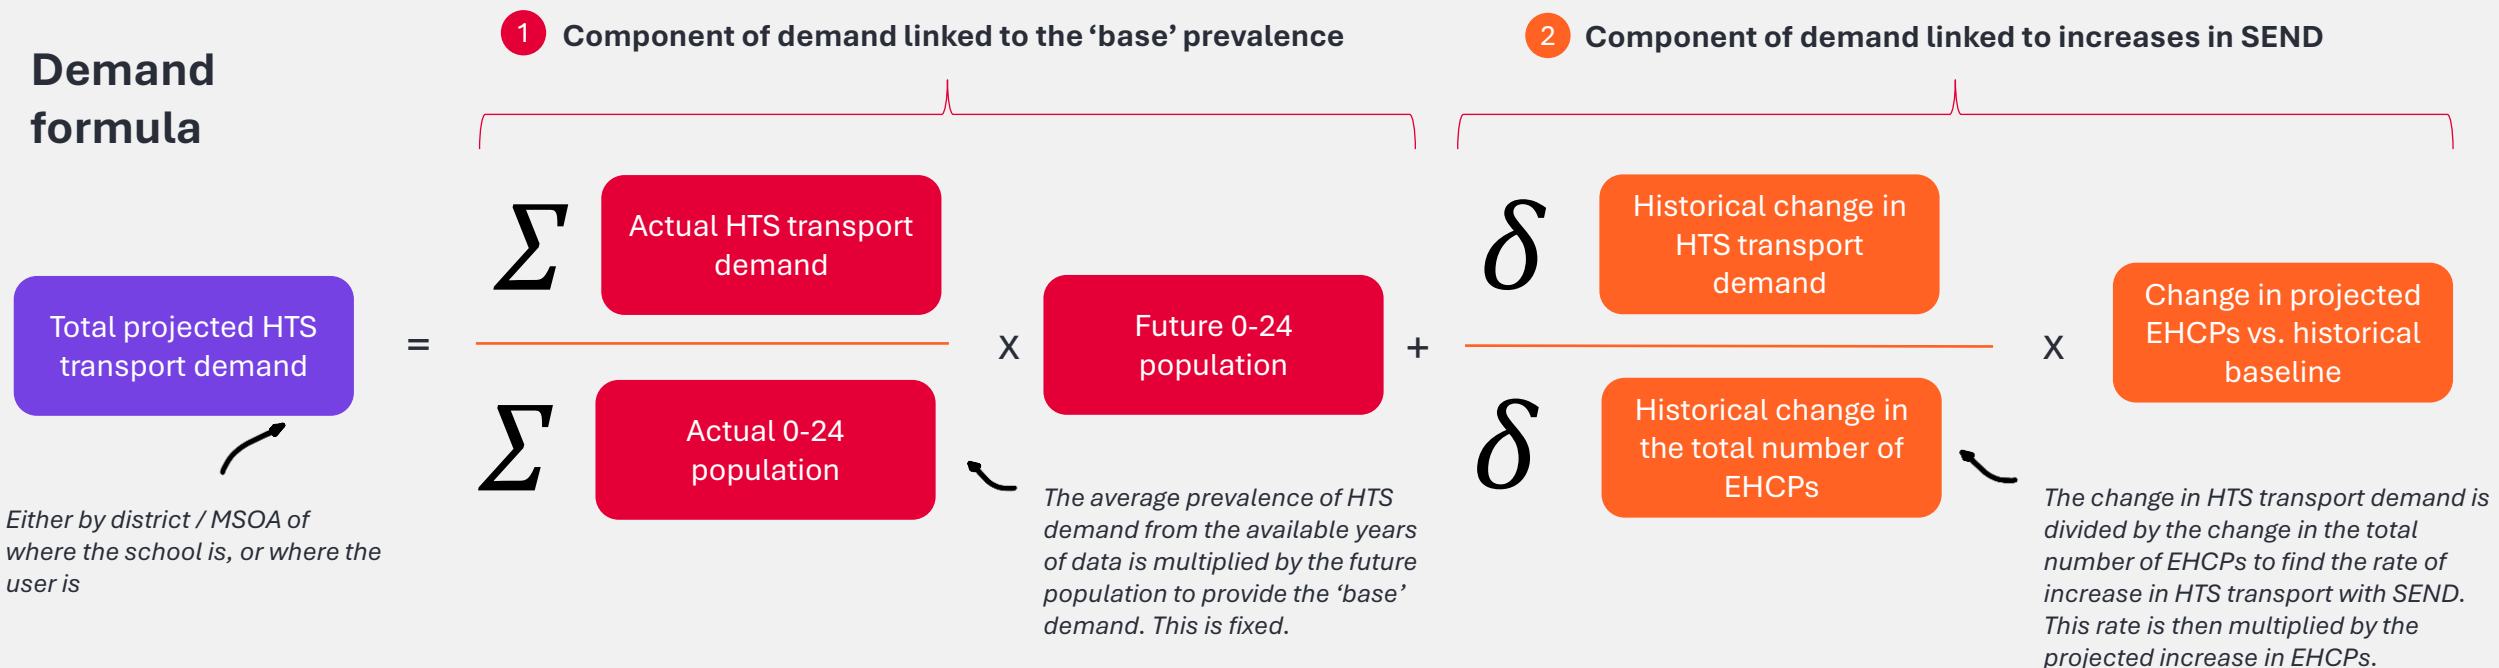 1 Component of demand linked to the ‘base’ prevalence
2 Component of demand linked to increases in SEND
Demand
formula
Total projected HTS
transport demand
=
Σ
Actual HTS transport
demand
Σ
Actual 0-24
population
x
Future 0-24
population
+
δ
Historical change in
HTS transport
demand
δ
Historical change in
the total number of
EHCPs
x
Change in projected
EHCPs vs. historical
baseline
Either by district / MSOA of
where the school is, or where the
user is
The average prevalence of HTS
demand from the available years
of data is multiplied by the future
population to provide the ‘base’
demand. This is fixed.
The change in HTS transport demand is
divided by the change in the total
number of EHCPs to find the rate of
increase in HTS transport with SEND.
This rate is then multiplied by the
projected increase in EHCPs.